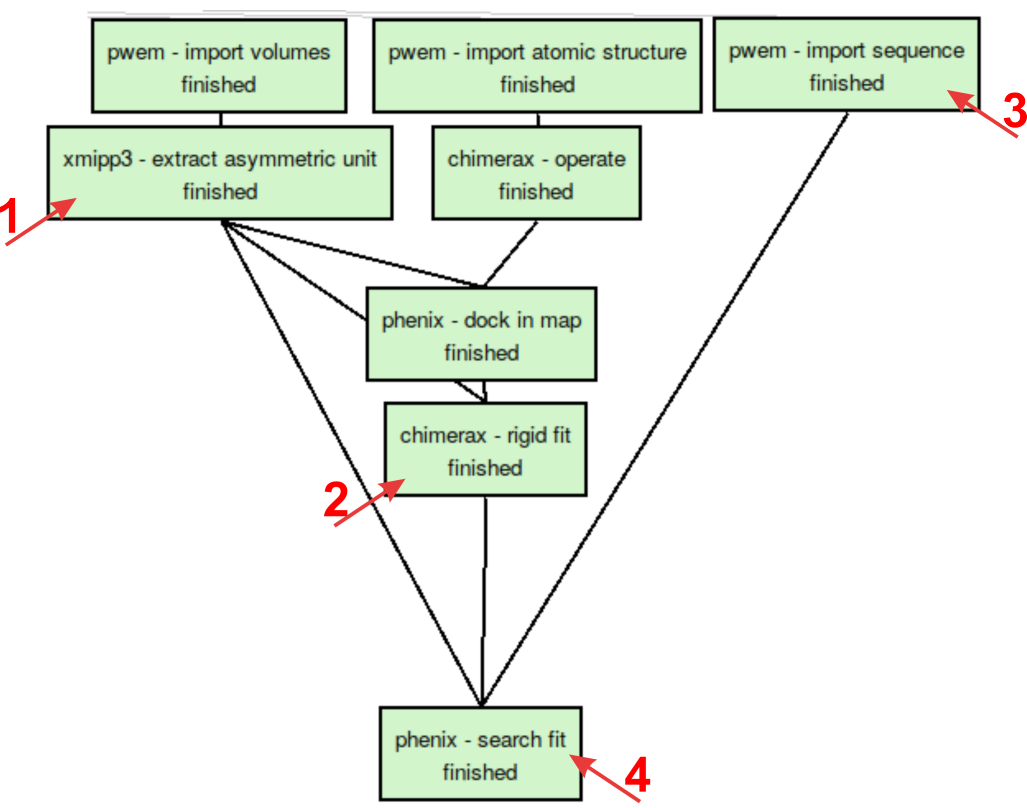 pwem - import volumes
finished
pwem - import atomic structure
finished
pwem - import sequence
finished
3
xmipp3 - extract asymmetric unit
finished
1
chimerax - operate
finished
phenix - dock in map
finished
chimerax - rigid fit
finished
2
phenix - search fit
finished
4